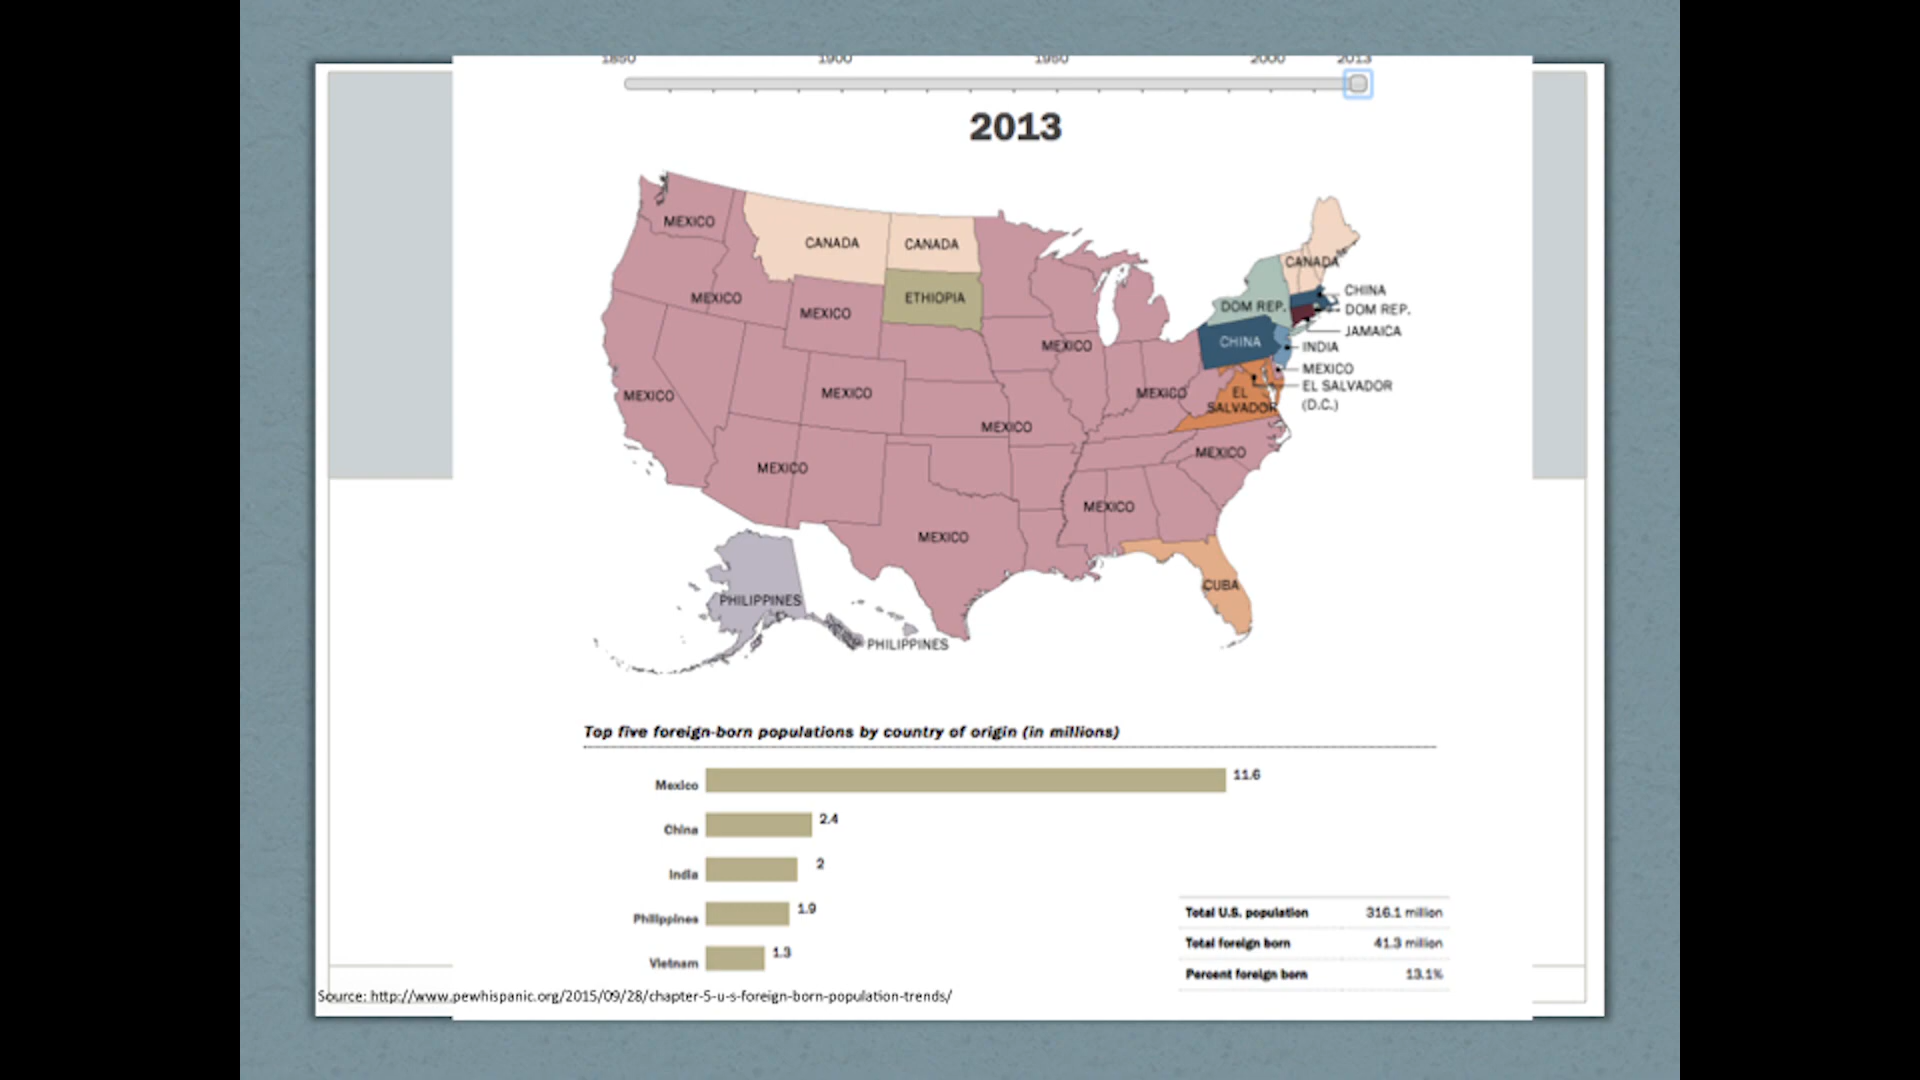 1850 1900 1950 2000 2013
2013
MEXICO
CANADA
CANADA
CANADA
MEXICO
MEXICO
ETHIOPIA
DOM REP.
CHINA
DOM REP.
JAMAICA
MEXICO
CHINA
INDIA
MEXICO
MEXICO
EL SALVADOR
(D.C.)
MEXICO
MEXICO
MEXICO
EL
SALVADOR
MEXICO
MEXICO
MEXICO
MEXICO
MEXICO
CUBA
PHILIPPINES
PHILIPPINES
Top five foreign-born populations by country of origin (in millions)
Mexico 11.6
China 2.4
India 2
Philippines 1.9
Vietnam 1.3
Total U.S. population 316.1 million
Total foreign born 41.3 million
Percent foreign born 13.1%
Source: http://www.pewhispanic.org/2015/09/28/chapter-5-u-s-foreign-born-population-trends/